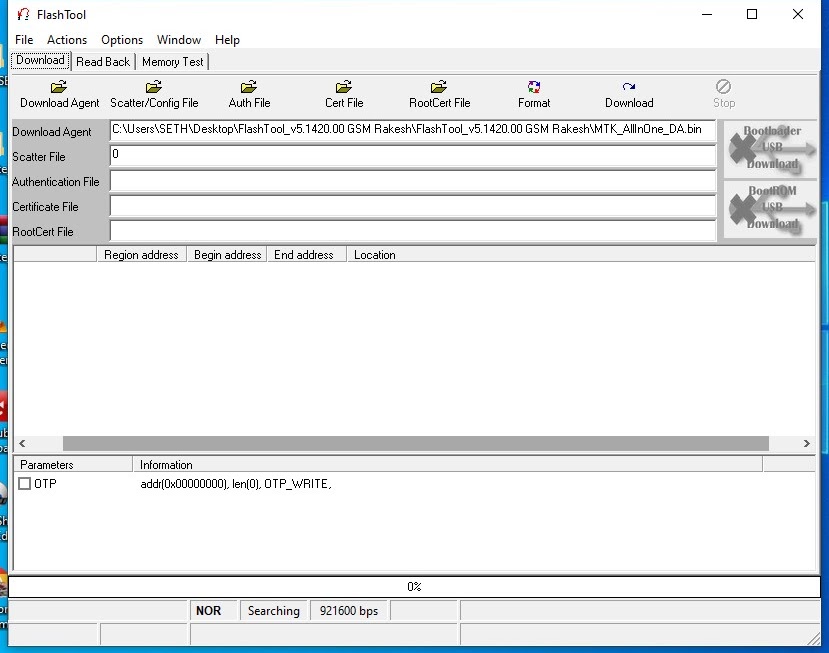 FlashTool
File Actions Options Window Help
Download Read Back Memory Test
Download Agent Scatter/Config File Auth File Cert File RootCert File Format Download Stop
Download Agent C:\Users\SETH\Desktop\FlashTool_v5.1420.00 GSM Rakesh\FlashTool_v5.1420.00 GSM Rakesh\MTK_AllInOne_DA.bin
Scatter File 0
Authentication File
Certificate File
RootCert File
Bootloader
USB
Download
BootROM
USB
Download
Region address Begin address End address Location
Parameters Information
OTP addr(0x00000000), len(0), OTP_WRITE,
0%
NOR Searching 921600 bps